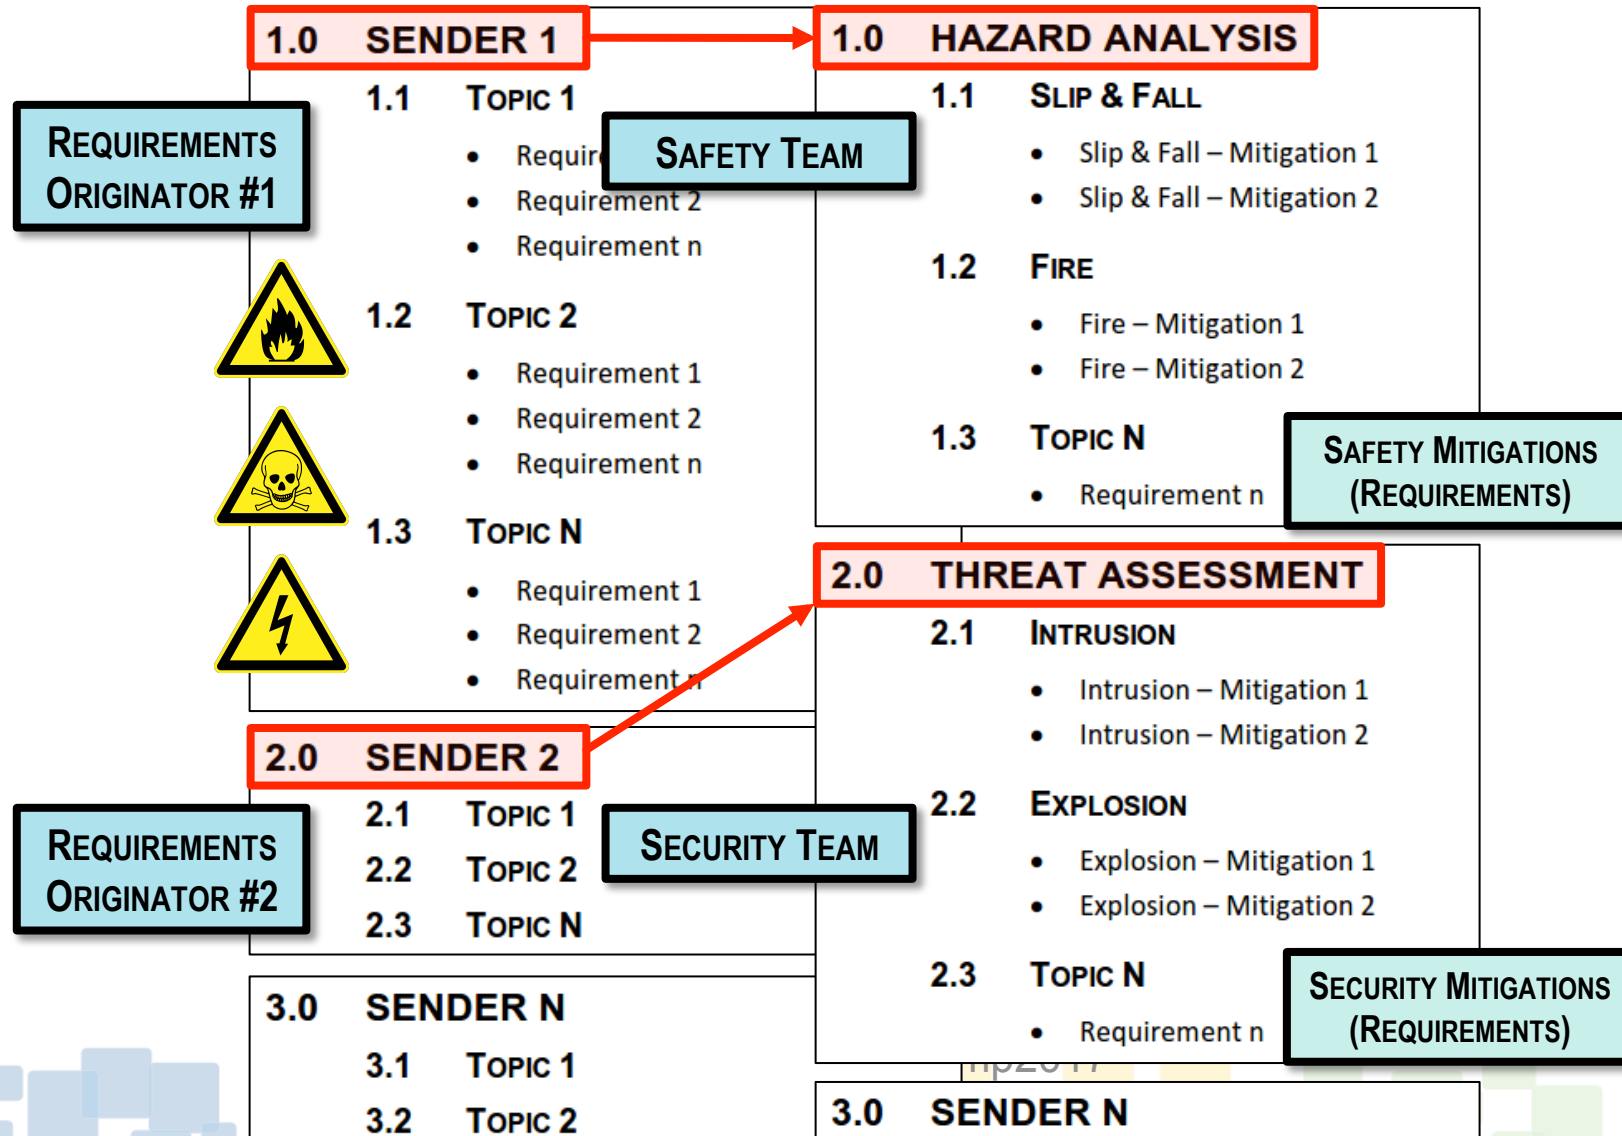 1.0 SENDER 1
1.1 TOPIC 1
• Requirement 2
• Requirement n
1.2 TOPIC 2
• Requirement 1
• Requirement 2
• Requirement n
1.3 TOPIC N
• Requirement 1
• Requirement 2
• Requirement n
REQUIREMENTS
ORIGINATOR #1
SAFETY TEAM
2.0 SENDER 2
2.1 TOPIC 1
2.2 TOPIC 2
2.3 TOPIC N
REQUIREMENTS
ORIGINATOR #2
SECURITY TEAM
3.0 SENDER N
3.1 TOPIC 1
3.2 TOPIC 2
1.0 HAZARD ANALYSIS
1.1 SLIP & FALL
• Slip & Fall – Mitigation 1
• Slip & Fall – Mitigation 2
1.2 FIRE
• Fire – Mitigation 1
• Fire – Mitigation 2
1.3 TOPIC N
• Requirement n
SAFETY MITIGATIONS
(REQUIREMENTS)
2.0 THREAT ASSESSMENT
2.1 INTRUSION
• Intrusion – Mitigation 1
• Intrusion – Mitigation 2
2.2 EXPLOSION
• Explosion – Mitigation 1
• Explosion – Mitigation 2
2.3 TOPIC N
• Requirement n
SECURITY MITIGATIONS
(REQUIREMENTS)
3.0 SENDER N